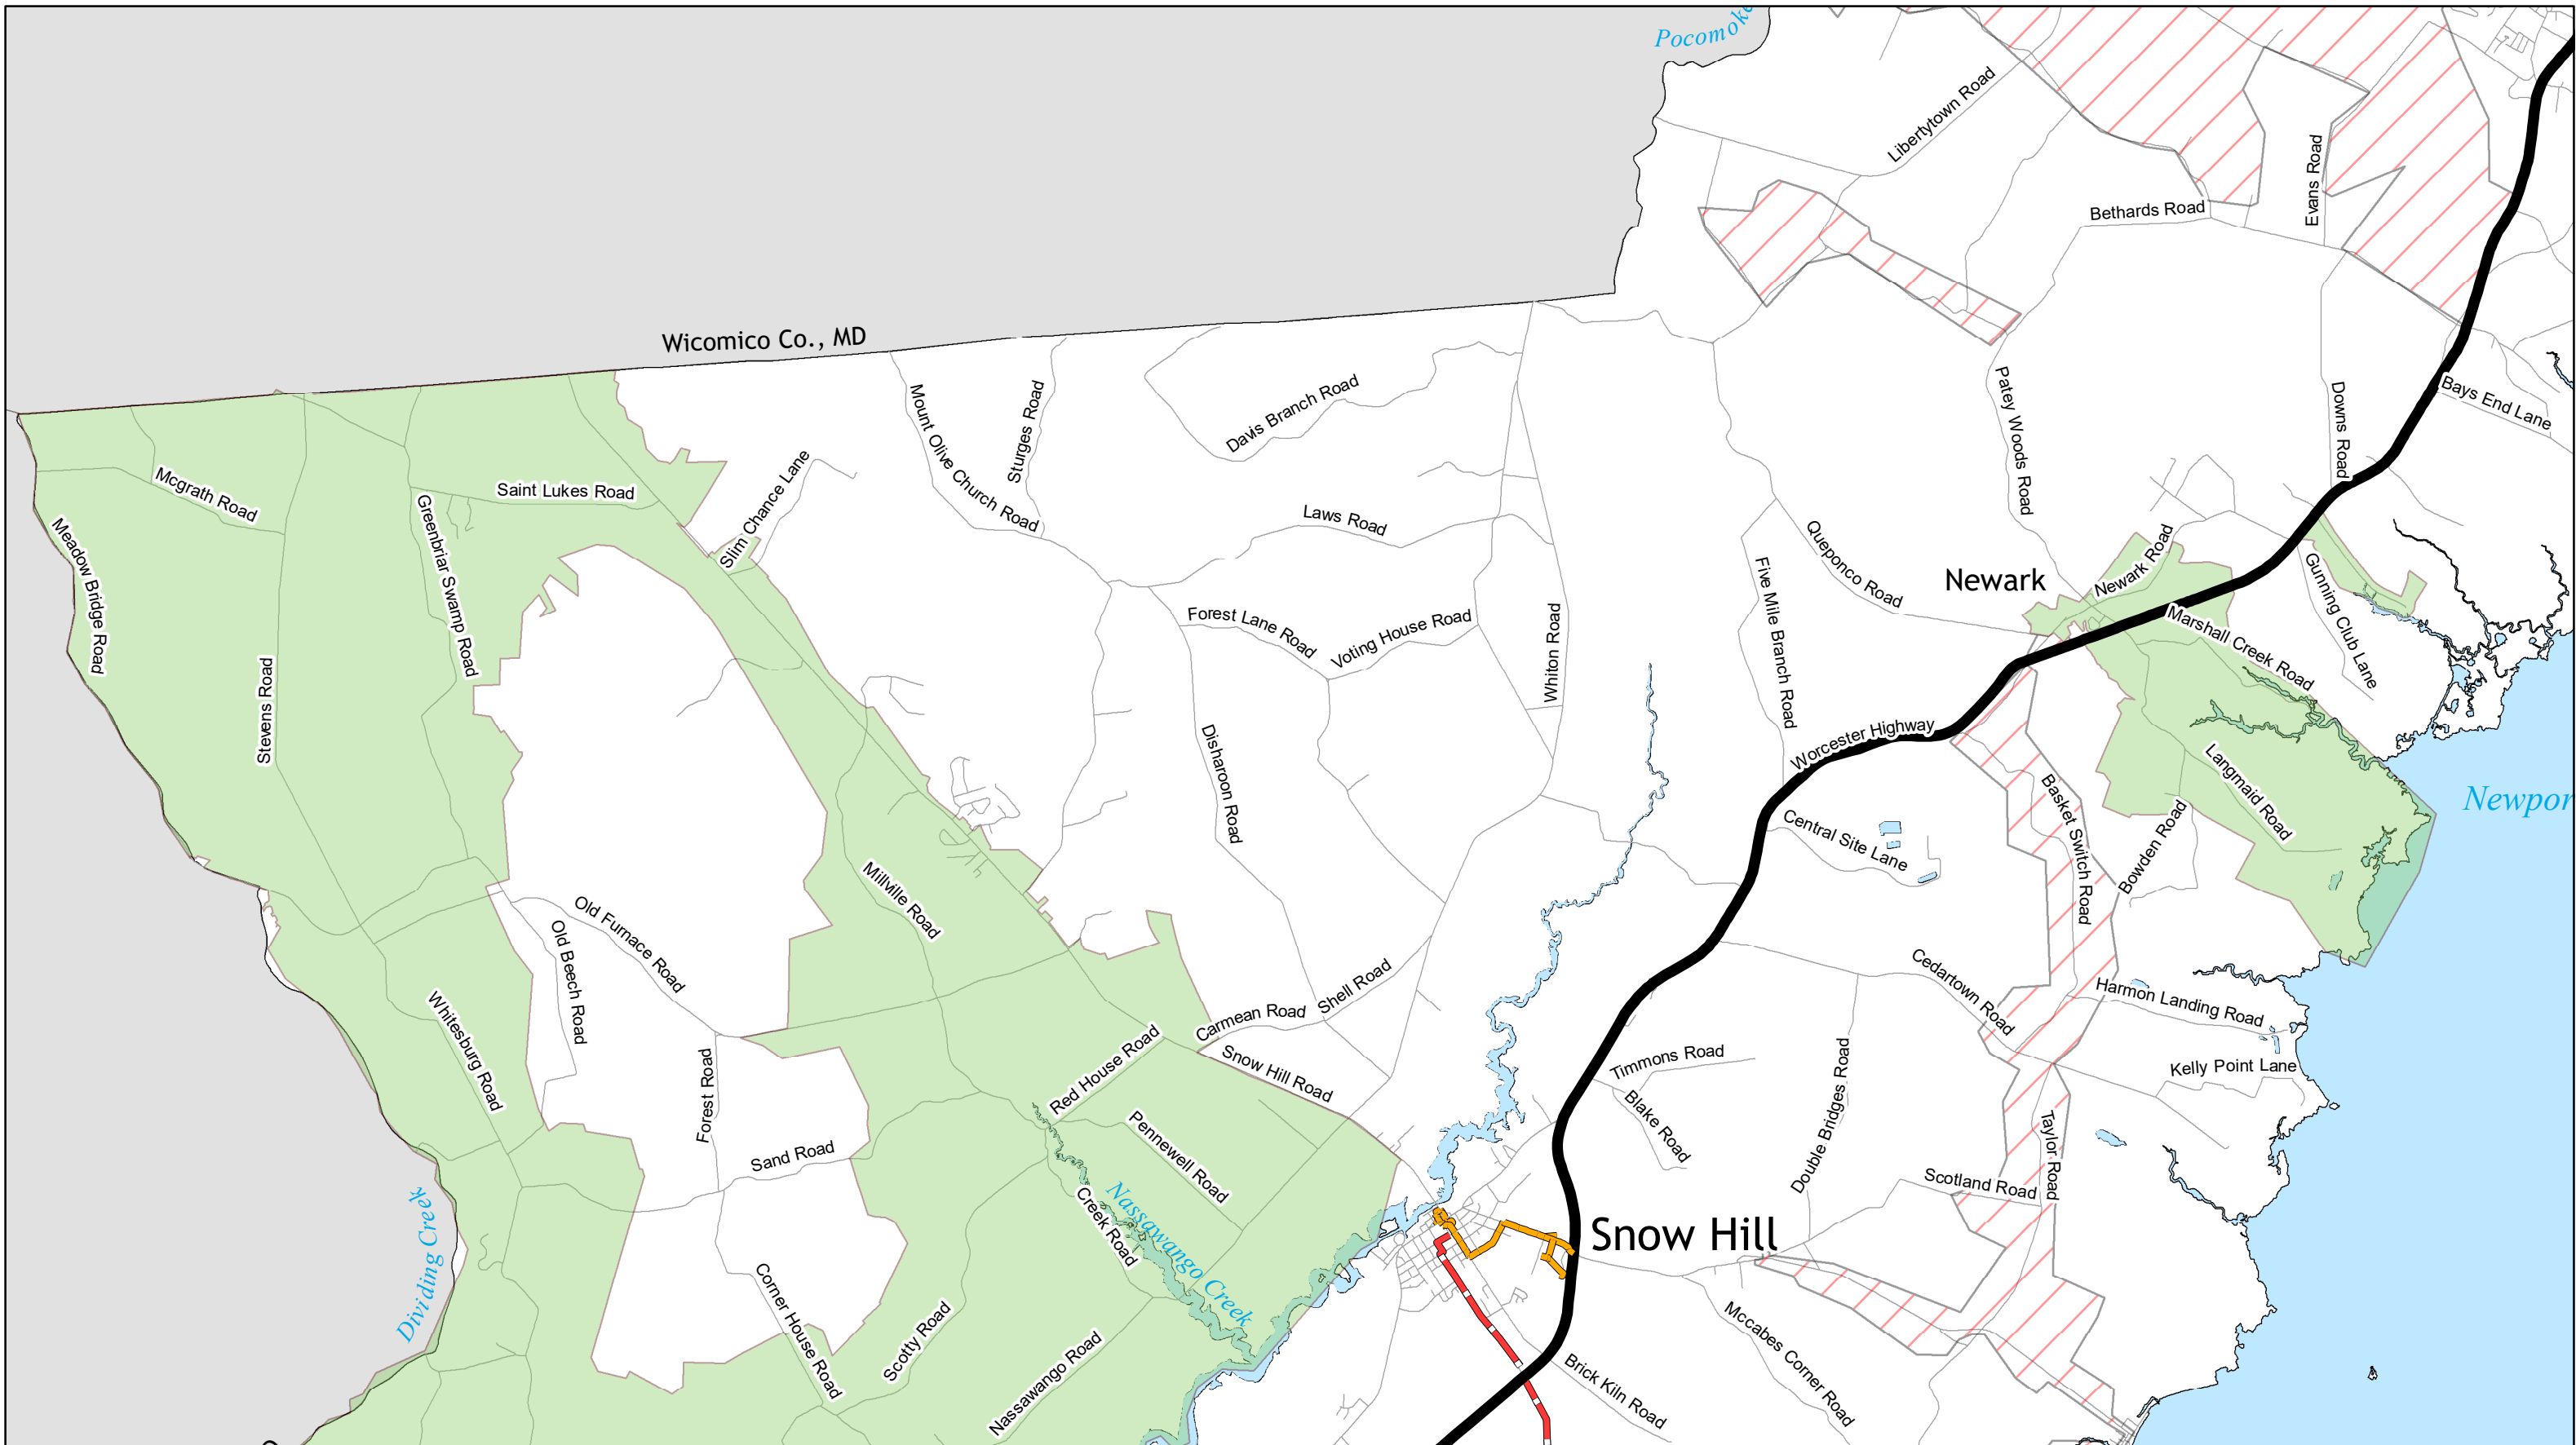 Pocomoke
Libertytown Road
Evans Road
Bethards Road
Wicomico Co., MD
Mount Olive Church Road
Sturges Road
Davis Branch Road
Patey Woods Road
Downs Road
Bays End Lane
Mcgrath Road
Saint Lukes Road
Slim Chance Lane
Greenbriar Swamp Road
Meadow Bridge Road
Laws Road
Queponco Road
Five Mile Branch Road
Newark
Newark Road
Gunning Club Lane
Marshall Creek Road
Forest Lane Road
Voting House Road
Whiton Road
Stevens Road
Disharoon Road
Worcester Highway
Langmaid Road
Newpor
Basket Switch Road
Bowden Road
Central Site Lane
Millville Road
Old Furnace Road
Old Beech Road
Cedartown Road
Harmon Landing Road
Shell Road
Carmean Road
Whitesburg Road
Red House Road
Snow Hill Road
Timmons Road
Kelly Point Lane
Forest Road
Blake Road
Double Bridges Road
Pennewell Road
Sand Road
Taylor Road
Scotland Road
Dividing Creek
Creek Road
Nassawango Creek
Snow Hill
Corner House Road
Scotty Road
Nassawango Road
Mccabes Corner Road
Brick Kiln Road